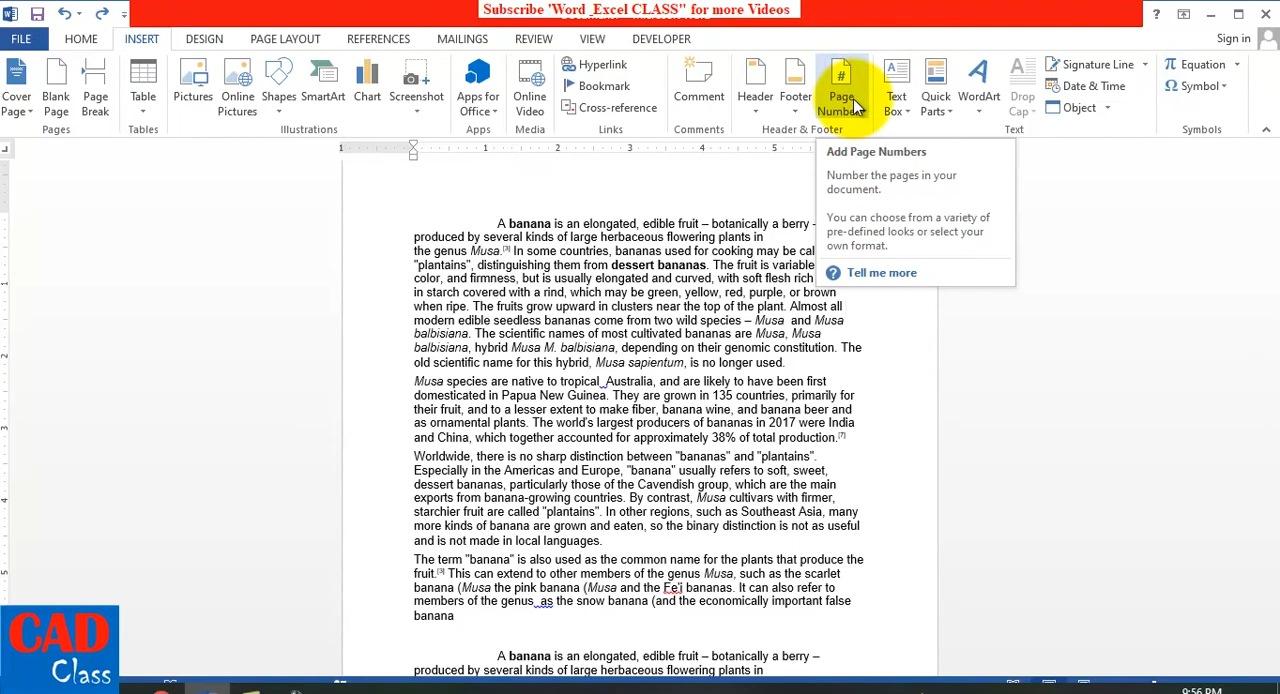 Subscribe 'Word_Excel CLASS" for more Videos
? 
FILE HOME INSERT DESIGN PAGE LAYOUT REFERENCES MAILINGS REVIEW VIEW DEVELOPER Sign in
Cover Page
Blank Page
Page Break
Table
Pictures
Online Pictures
Shapes
SmartArt
Chart
Screenshot
Apps for Office
Online Video
Hyperlink
Bookmark
Cross-reference
Comment
Header
Footer
Page Number
Text Box
Quick Parts
WordArt
Drop Cap
Signature Line
Date & Time
Object
Equation
Symbol
Pages Tables Illustrations Apps Media Links Comments Header & Footer Text Symbols
1 1 2 3 4 5
Add Page Numbers
Number the pages in your
document.
You can choose from a variety of
pre-defined looks or select your
own format.
Tell me more
A banana is an elongated, edible fruit – botanically a berry –
produced by several kinds of large herbaceous flowering plants in
the genus Musa.[3] In some countries, bananas used for cooking may be
"plantains", distinguishing them from dessert bananas. The fruit is variable
color, and firmness, but is usually elongated and curved, with soft flesh rich
in starch covered with a rind, which may be green, yellow, red, purple, or brown
when ripe. The fruits grow upward in clusters near the top of the plant. Almost all
modern edible seedless bananas come from two wild species – Musa and Musa
balbisiana. The scientific names of most cultivated bananas are Musa, Musa
balbisiana, hybrid Musa M. balbisiana, depending on their genomic constitution. The
old scientific name for this hybrid, Musa sapientum, is no longer used.
Musa species are native to tropical Australia, and are likely to have been first
domesticated in Papua New Guinea. They are grown in 135 countries, primarily for
their fruit, and to a lesser extent to make fiber, banana wine, and banana beer and
as ornamental plants. The world's largest producers of bananas in 2017 were India
and China, which together accounted for approximately 38% of total production.[7]
Worldwide, there is no sharp distinction between "bananas" and "plantains".
Especially in the Americas and Europe, "banana" usually refers to soft, sweet,
dessert bananas, particularly those of the Cavendish group, which are the main
exports from banana-growing countries. By contrast, Musa cultivars with firmer,
starchier fruit are called "plantains". In other regions, such as Southeast Asia, many
more kinds of banana are grown and eaten, so the binary distinction is not as useful
and is not made in local languages.
The term "banana" is also used as the common name for the plants that produce the
fruit.[3] This can extend to other members of the genus Musa, such as the scarlet
banana (Musa the pink banana (Musa and the Fe'i bananas. It can also refer to
members of the genus as the snow banana (and the economically important false
banana
A banana is an elongated, edible fruit – botanically a berry –
produced by several kinds of large herbaceous flowering plants in
CAD
Class
9:56 PM